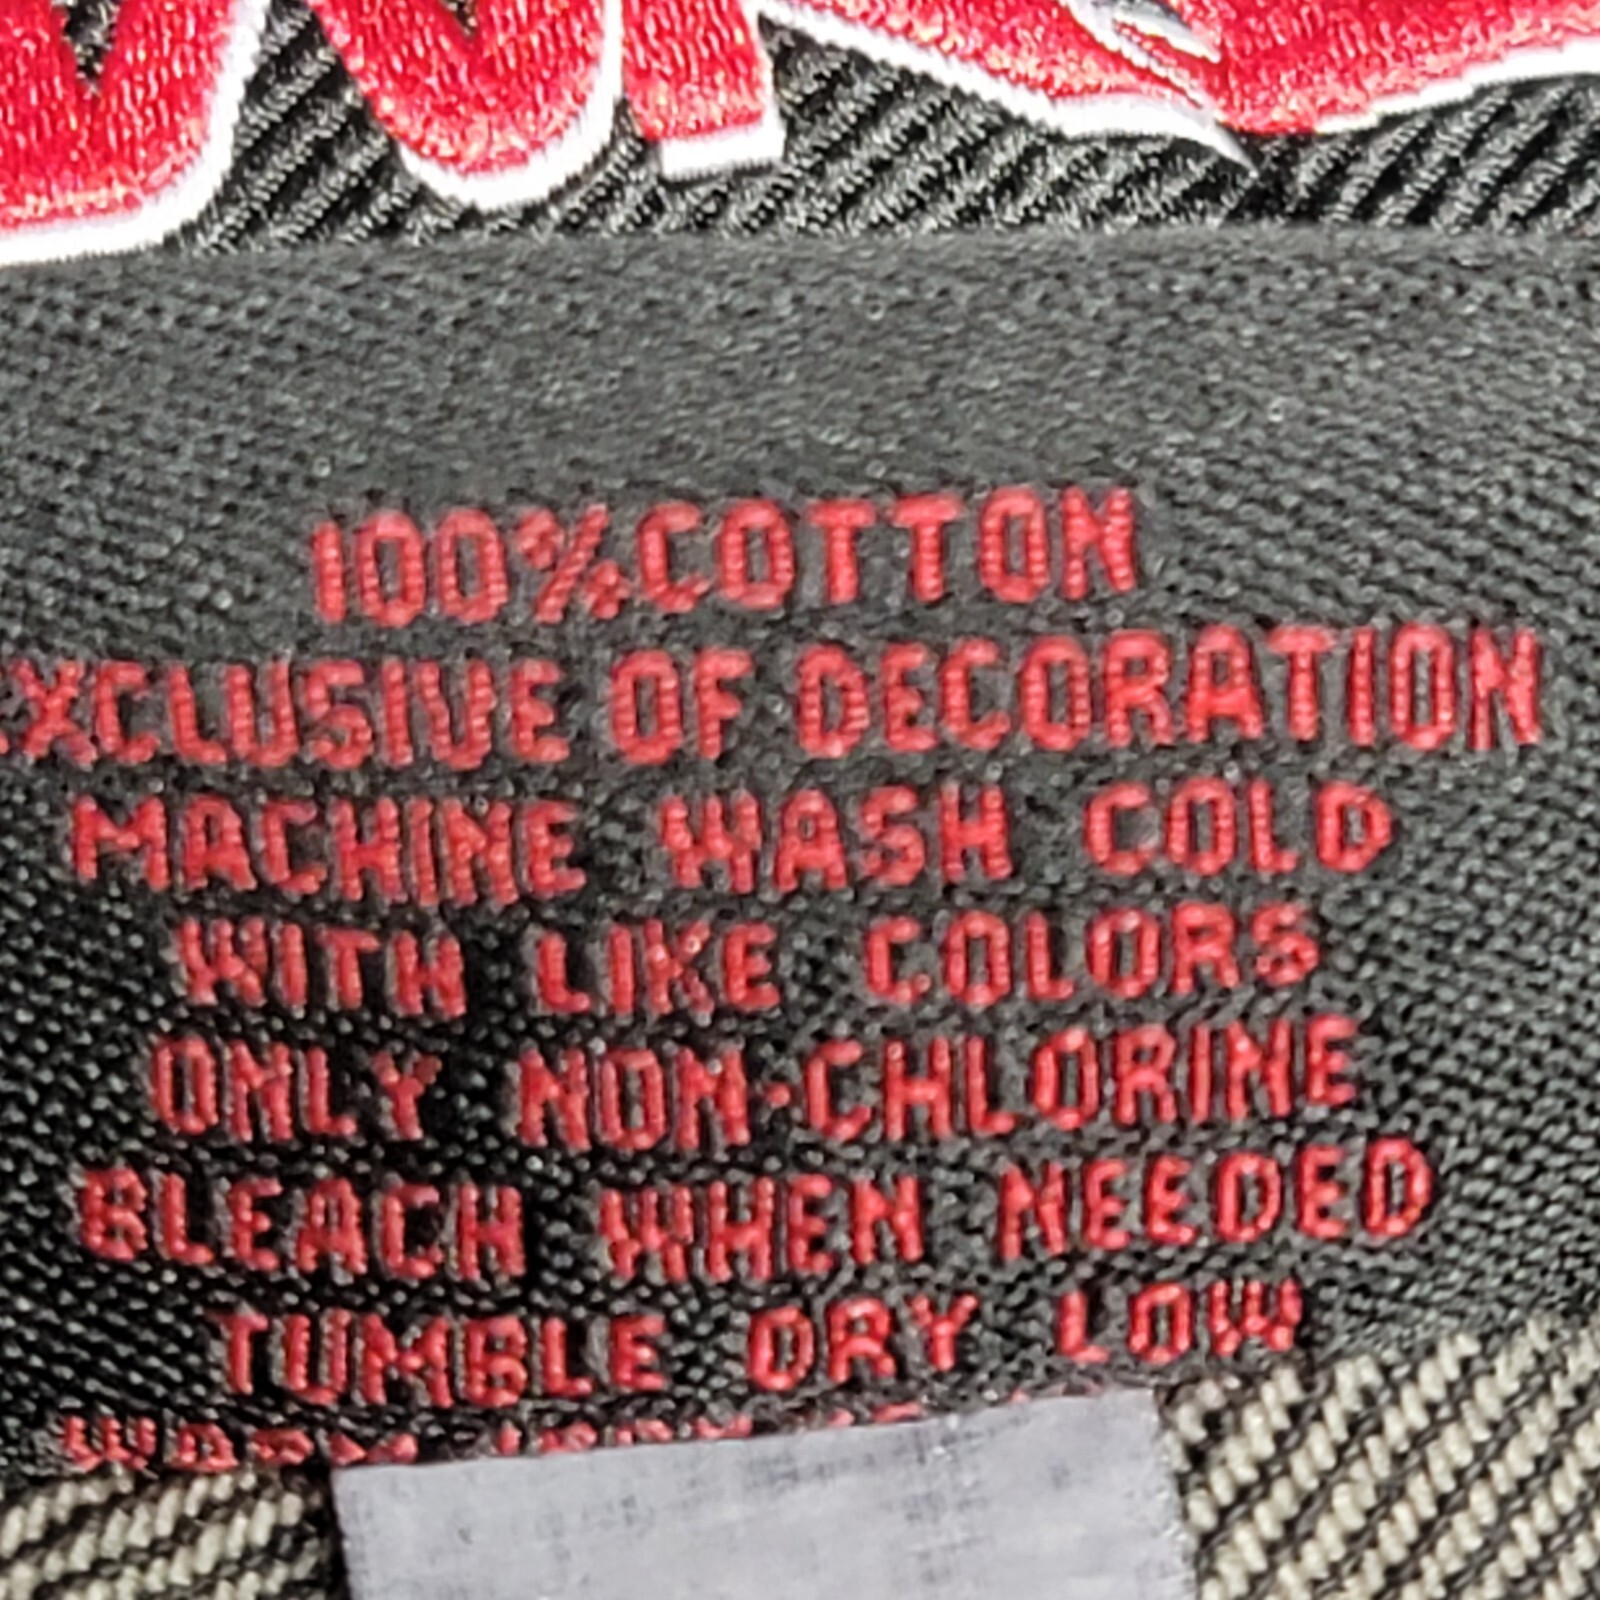 100%COTTON
XCLUSIVE OF DECORATION
MACHINE WASH COLD
WITH LIKE COLORS
ONLY NON-CHLORINE
BLEACH WHEN NEEDED
TUMBLE DRY LOW